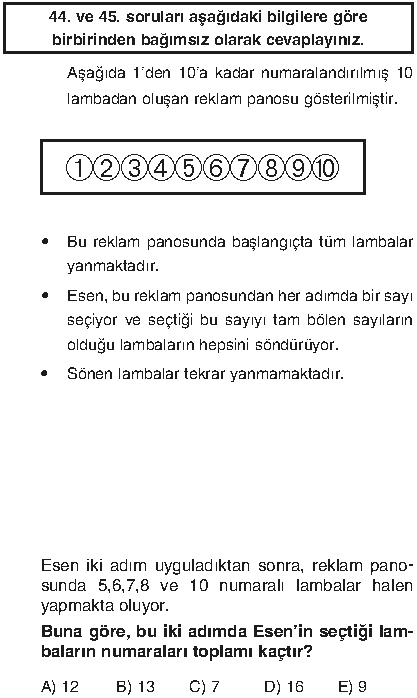 44. ve 45. soruları aşağıdaki bilgilere göre
birbirinden bağımsız olarak cevaplayınız.
Aşağıda 1'den 10'a kadar numaralandırılmış 10
lambadan oluşan reklam panosu gösterilmiştir.
①②③④⑤⑥⑦⑧⑨⑩
• Bu reklam panosunda başlangıçta tüm lambalar
yanmaktadır.
• Esen, bu reklam panosundan her adımda bir sayı
seçiyor ve seçtiği bu sayıyı tam bölen sayıların
olduğu lambaların hepsini söndürüyor.
• Sönen lambalar tekrar yanmamaktadır.
Esen iki adım uyguladıktan sonra, reklam pano-
sunda 5,6,7,8 ve 10 numaralı lambalar halen
yapmakta oluyor.
Buna göre, bu iki adımda Esen'in seçtiği lam-
baların numaraları toplamı kaçtır?
A) 12 B) 13 C) 7 D) 16 E) 9